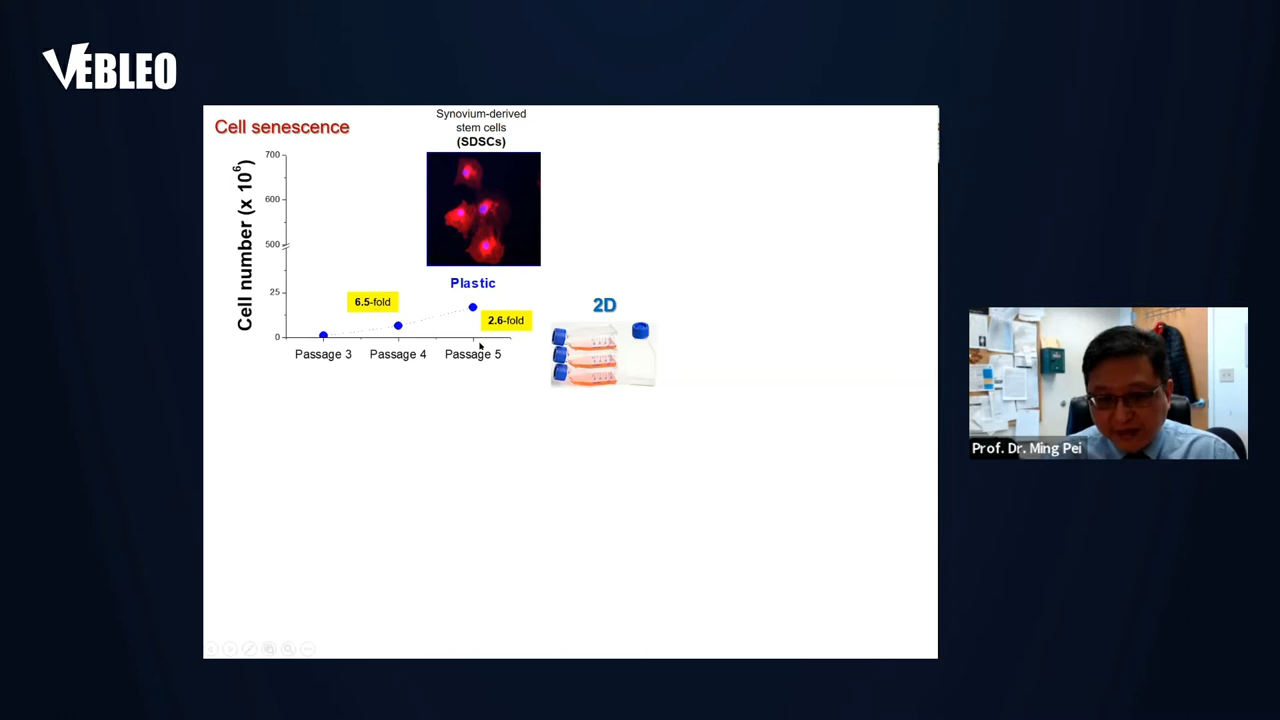 VEBLEO
Cell senescence
Synovium-derived
stem cells
(SDSCs)
Cell number (x 10⁶)
700
600
500
25
0
Plastic
6.5-fold
2.6-fold
Passage 3
Passage 4
Passage 5
2D
Prof. Dr. Ming Pei